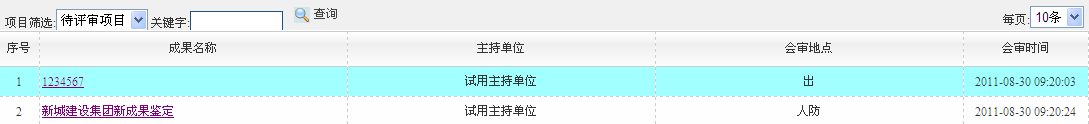 项目筛选: 待评审项目 关键字: 查询 每页: 10条
序号 成果名称 主持单位 会审地点 会审时间
1 1234567 试用主持单位 出 2011-08-30 09:20:03
2 新城建设集团新成果鉴定 试用主持单位 人防 2011-08-30 09:20:24